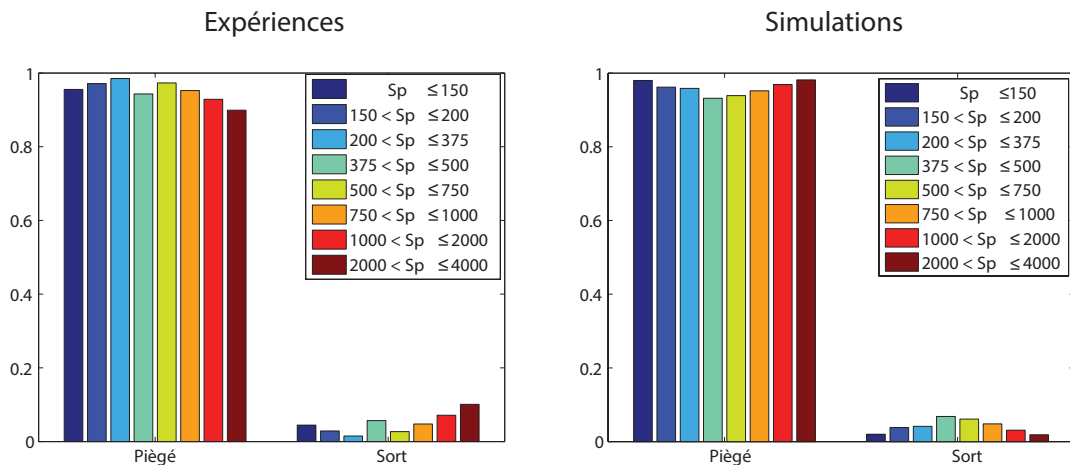 Expériences
1
0.8
0.6
0.4
0.2
0
Sp ≤150
150 < Sp ≤200
200 < Sp ≤375
375 < Sp ≤500
500 < Sp ≤750
750 < Sp ≤1000
1000 < Sp ≤2000
2000 < Sp ≤4000
Piègé
Sort
Simulations
1
0.8
0.6
0.4
0.2
0
Sp ≤150
150 < Sp ≤200
200 < Sp ≤375
375 < Sp ≤500
500 < Sp ≤750
750 < Sp ≤1000
1000 < Sp ≤2000
2000 < Sp ≤4000
Piégé
Sort